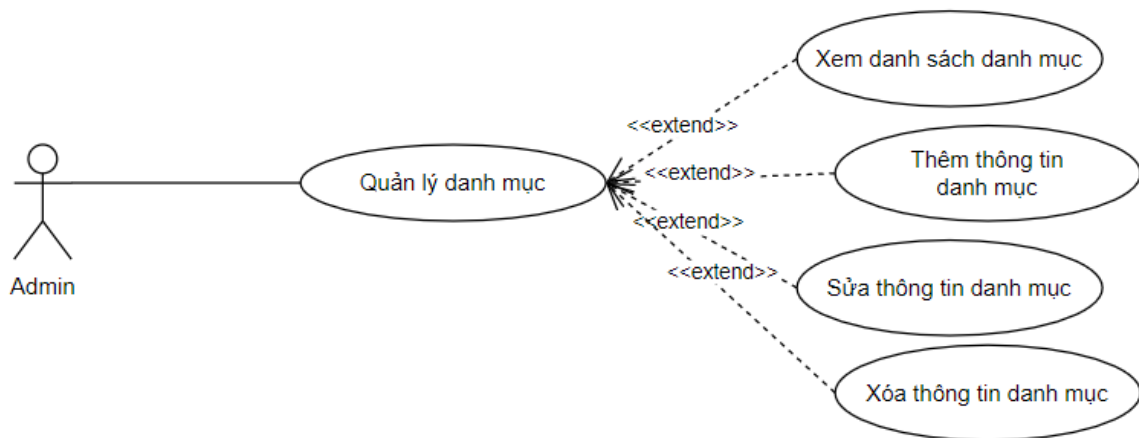 Xem danh sách danh mục
<<extend>>
Thêm thông tin
danh mục
<<extend>>
Quản lý danh mục
<<extend>>
<<extend>>
Admin
Sửa thông tin danh mục
Xóa thông tin danh mục